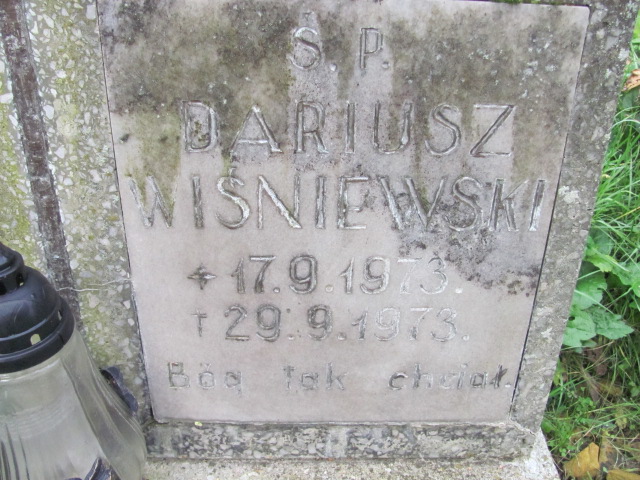 Ś. P.
DARIUSZ
WIŚNIEWSKI
* 17.9.1973.
† 29.9.1973.
Bóg tak chciał.